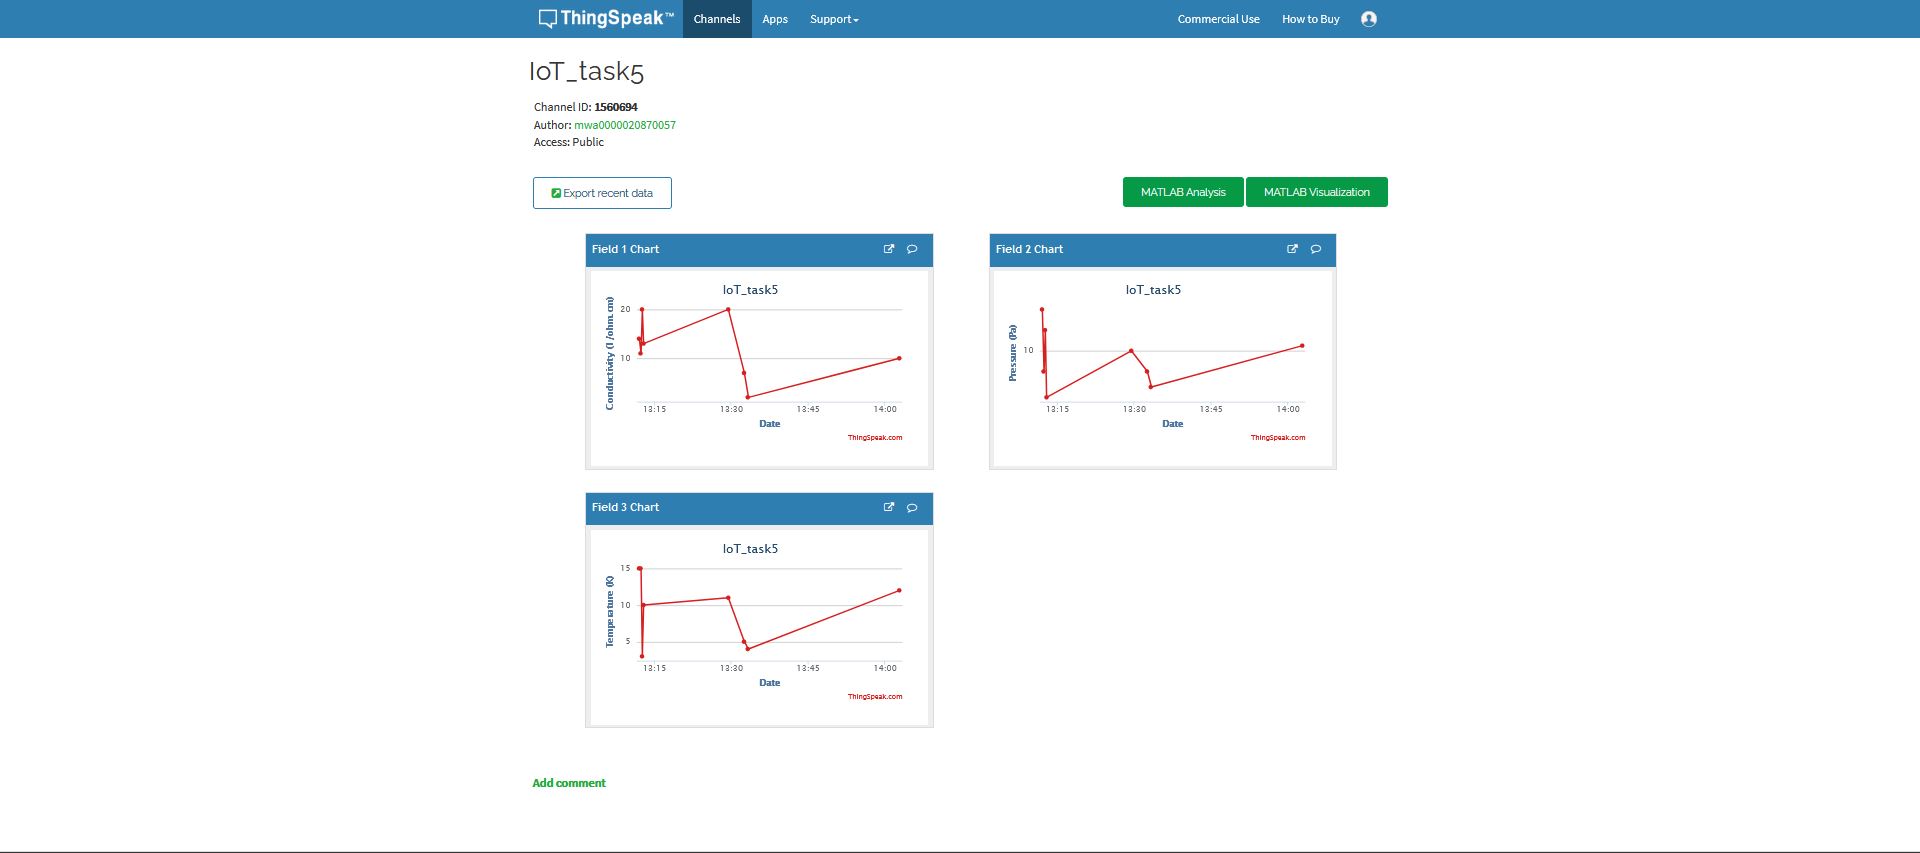 ThingSpeak™ Channels Apps Support Commercial Use How to Buy
IoT_task5
Channel ID: 1560694
Author: mwa0000020870057
Access: Public
Export recent data
MATLAB Analysis MATLAB Visualization
Field 1 Chart
IoT_task5
Conductivity (1 /ohm.cm)
20
10
13:15 13:30 13:45 14:00
Date
ThingSpeak.com
Field 2 Chart
IoT_task5
Pressure (Pa)
10
13:15 13:30 13:45 14:00
Date
ThingSpeak.com
Field 3 Chart
IoT_task5
Temperature (K)
15
10
5
13:15 13:30 13:45 14:00
Date
ThingSpeak.com
Add comment